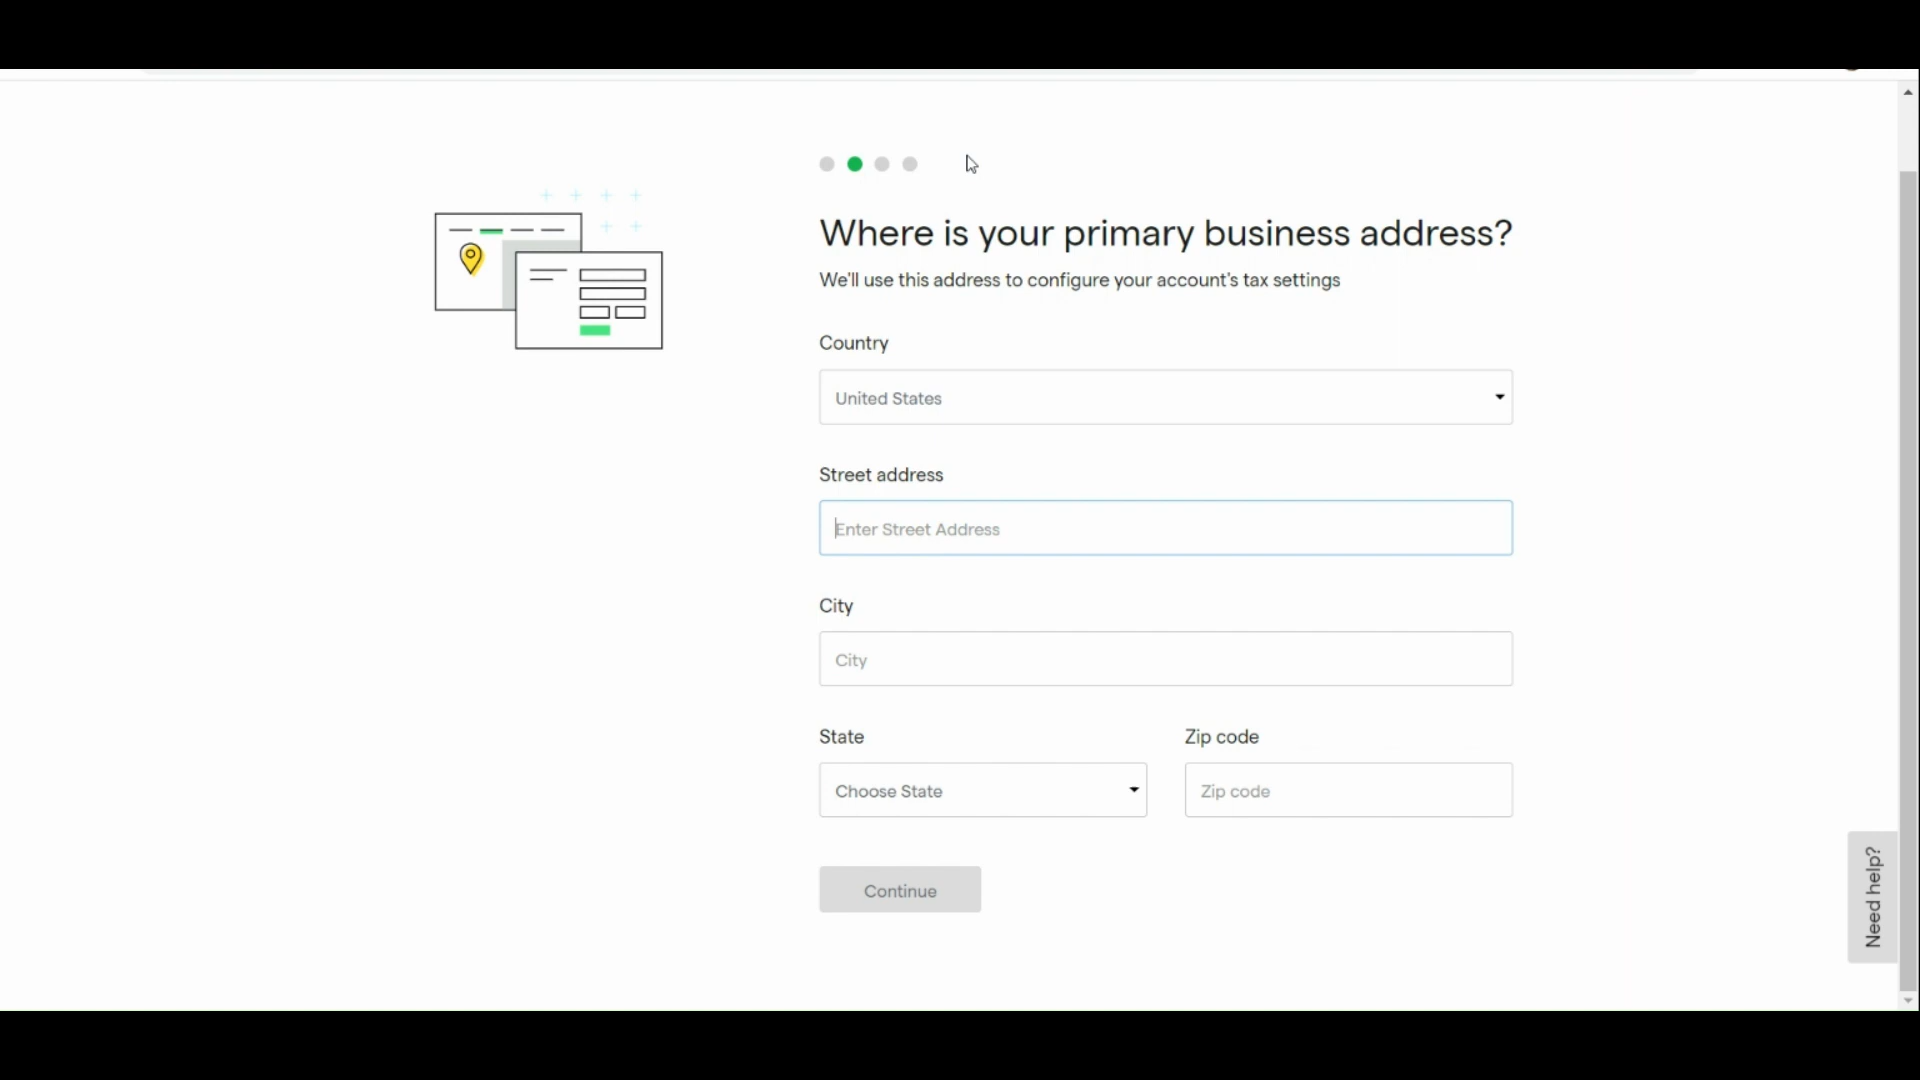 Where is your primary business address?
We'll use this address to configure your account's tax settings
Country
United States
Street address
Enter Street Address
City
City
State
Zip code
Choose State
Zip code
Continue
Need help?